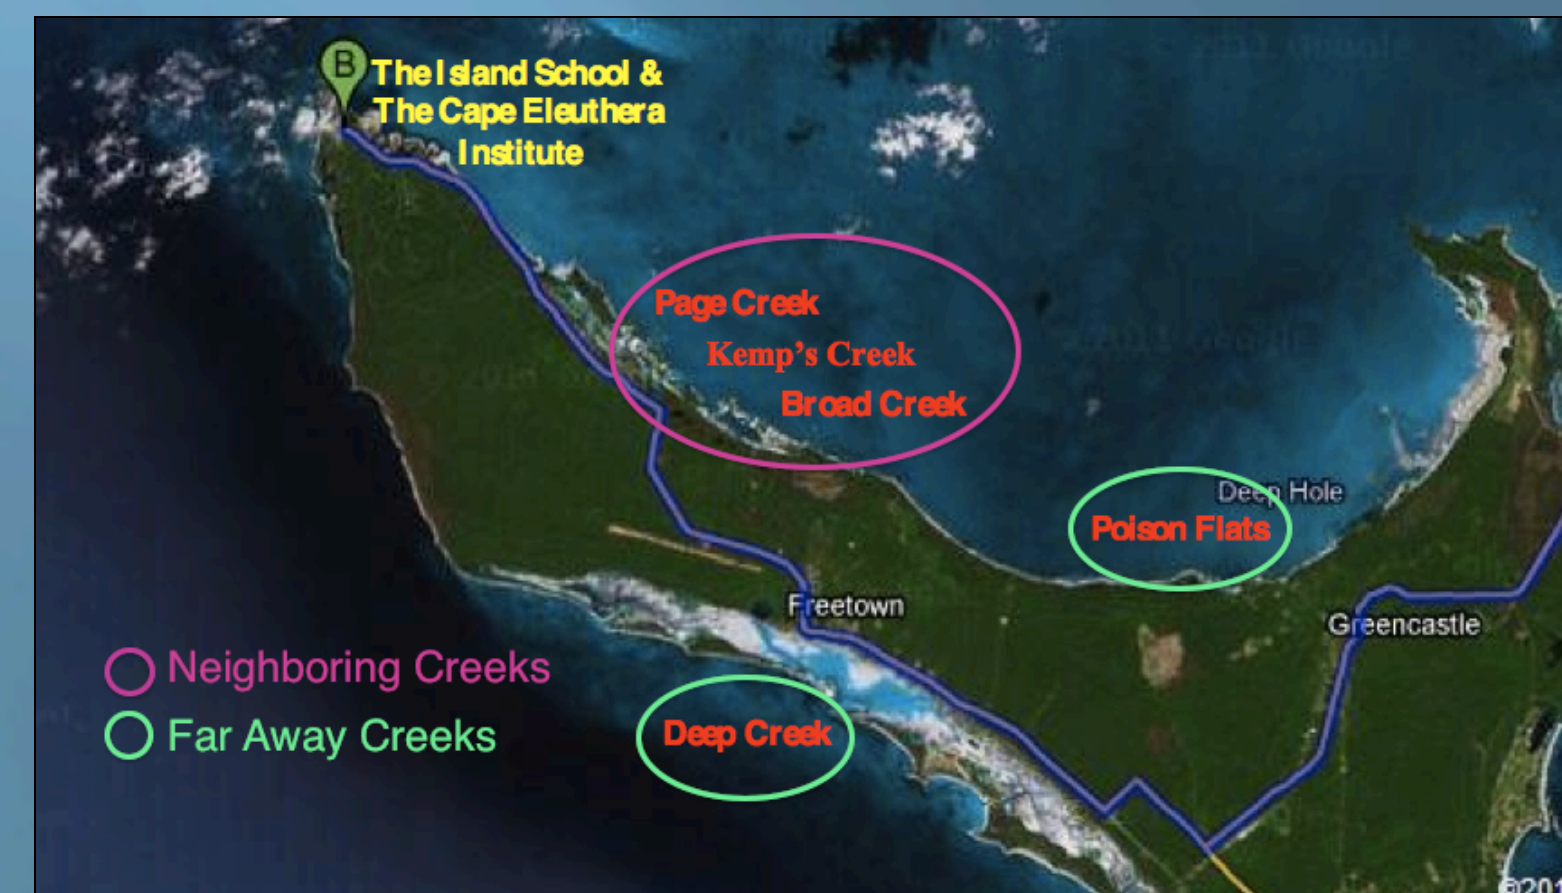 B
The Island School &
The Cape Eleuthera
Institute
Page Creek
Kemp's Creek
Broad Creek
Deep Hole
Poison Flats
Freetown
Greencastle
Neighboring Creeks
Far Away Creeks
Deep Creek